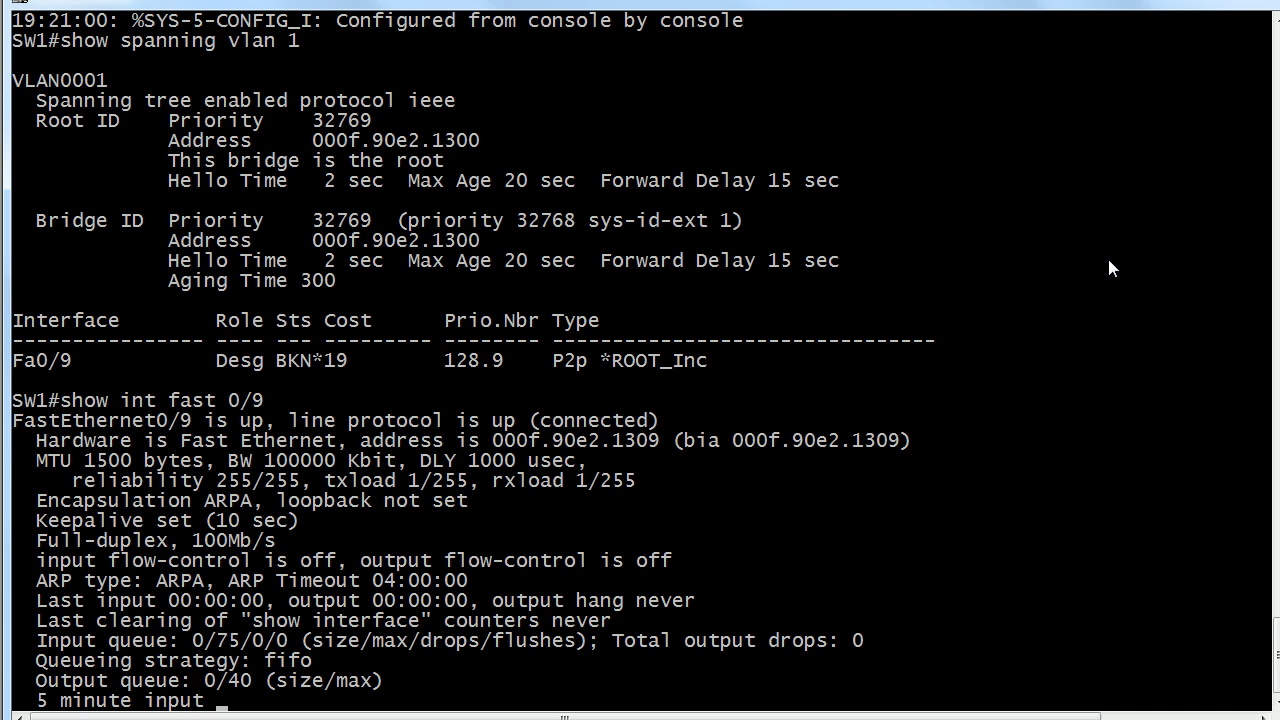 19:21:00: %SYS-5-CONFIG_I: Configured from console by console
SW1#show spanning vlan 1
VLAN0001
  Spanning tree enabled protocol ieee
  Root ID    Priority    32769
             Address     000f.90e2.1300
             This bridge is the root
             Hello Time   2 sec  Max Age 20 sec  Forward Delay 15 sec
  Bridge ID  Priority    32769  (priority 32768 sys-id-ext 1)
             Address     000f.90e2.1300
             Hello Time   2 sec  Max Age 20 sec  Forward Delay 15 sec
             Aging Time 300
Interface        Role Sts Cost      Prio.Nbr Type
---------------- ---- --- --------- -------- --------------------------------
Fa0/9            Desg BKN*19        128.9    P2p *ROOT_Inc
SW1#show int fast 0/9
FastEthernet0/9 is up, line protocol is up (connected)
  Hardware is Fast Ethernet, address is 000f.90e2.1309 (bia 000f.90e2.1309)
  MTU 1500 bytes, BW 100000 Kbit, DLY 1000 usec,
     reliability 255/255, txload 1/255, rxload 1/255
  Encapsulation ARPA, loopback not set
  Keepalive set (10 sec)
  Full-duplex, 100Mb/s
  input flow-control is off, output flow-control is off
  ARP type: ARPA, ARP Timeout 04:00:00
  Last input 00:00:00, output 00:00:00, output hang never
  Last clearing of "show interface" counters never
  Input queue: 0/75/0/0 (size/max/drops/flushes); Total output drops: 0
  Queueing strategy: fifo
  Output queue: 0/40 (size/max)
  5 minute input